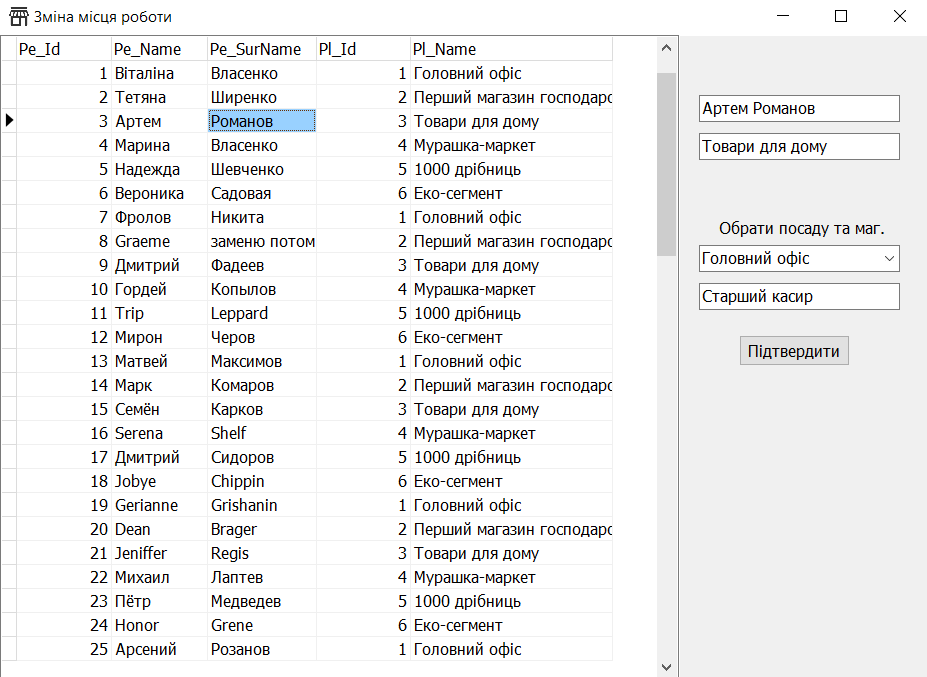 Зміна місця роботи
Pe_Id Pe_Name Pe_SurName Pl_Id Pl_Name
1 Віталіна Власенко 1 Головний офіс
2 Тетяна Ширенко 2 Перший магазин господарс
3 Артем Романов 3 Товари для дому
4 Марина Власенко 4 Мурашка-маркет
5 Надежда Шевченко 5 1000 дрібниць
6 Вероника Садовая 6 Еко-сегмент
7 Фролов Никита 1 Головний офіс
8 Graeme заменю потом 2 Перший магазин господарс
9 Дмитрий Фадеев 3 Товари для дому
10 Гордей Копылов 4 Мурашка-маркет
11 Trip Leppard 5 1000 дрібниць
12 Мирон Черов 6 Еко-сегмент
13 Матвей Максимов 1 Головний офіс
14 Марк Комаров 2 Перший магазин господарс
15 Семён Карков 3 Товари для дому
16 Serena Shelf 4 Мурашка-маркет
17 Дмитрий Сидоров 5 1000 дрібниць
18 Jobye Chippin 6 Еко-сегмент
19 Gerianne Grishanin 1 Головний офіс
20 Dean Brager 2 Перший магазин господарс
21 Jeniffer Regis 3 Товари для дому
22 Михаил Лаптев 4 Мурашка-маркет
23 Пётр Медведев 5 1000 дрібниць
24 Honor Grene 6 Еко-сегмент
25 Арсений Розанов 1 Головний офіс
Артем Романов
Товари для дому
Обрати посаду та маг.
Головний офіс
Старший касир
Підтвердити